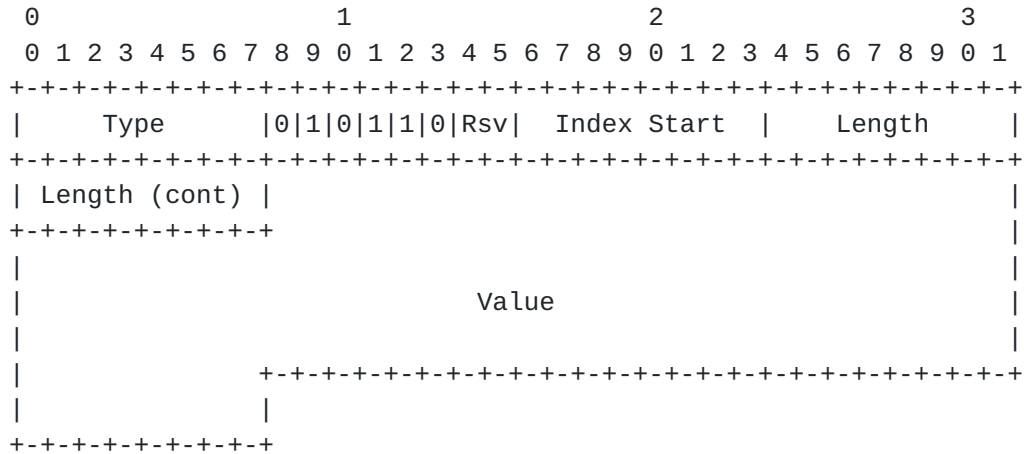 0                   1                   2                   3
 0 1 2 3 4 5 6 7 8 9 0 1 2 3 4 5 6 7 8 9 0 1 2 3 4 5 6 7 8 9 0 1
+-+-+-+-+-+-+-+-+-+-+-+-+-+-+-+-+-+-+-+-+-+-+-+-+-+-+-+-+-+-+-+-+
|     Type      |0|1|0|1|1|0|Rsv|  Index Start  |    Length     |
+-+-+-+-+-+-+-+-+-+-+-+-+-+-+-+-+-+-+-+-+-+-+-+-+-+-+-+-+-+-+-+-+
| Length (cont) |                                               |
+-+-+-+-+-+-+-+-+                                               |
|                                                               |
|                             Value                             |
|                                                               |
|               +-+-+-+-+-+-+-+-+-+-+-+-+-+-+-+-+-+-+-+-+-+-+-+-+
|               |
+-+-+-+-+-+-+-+-+